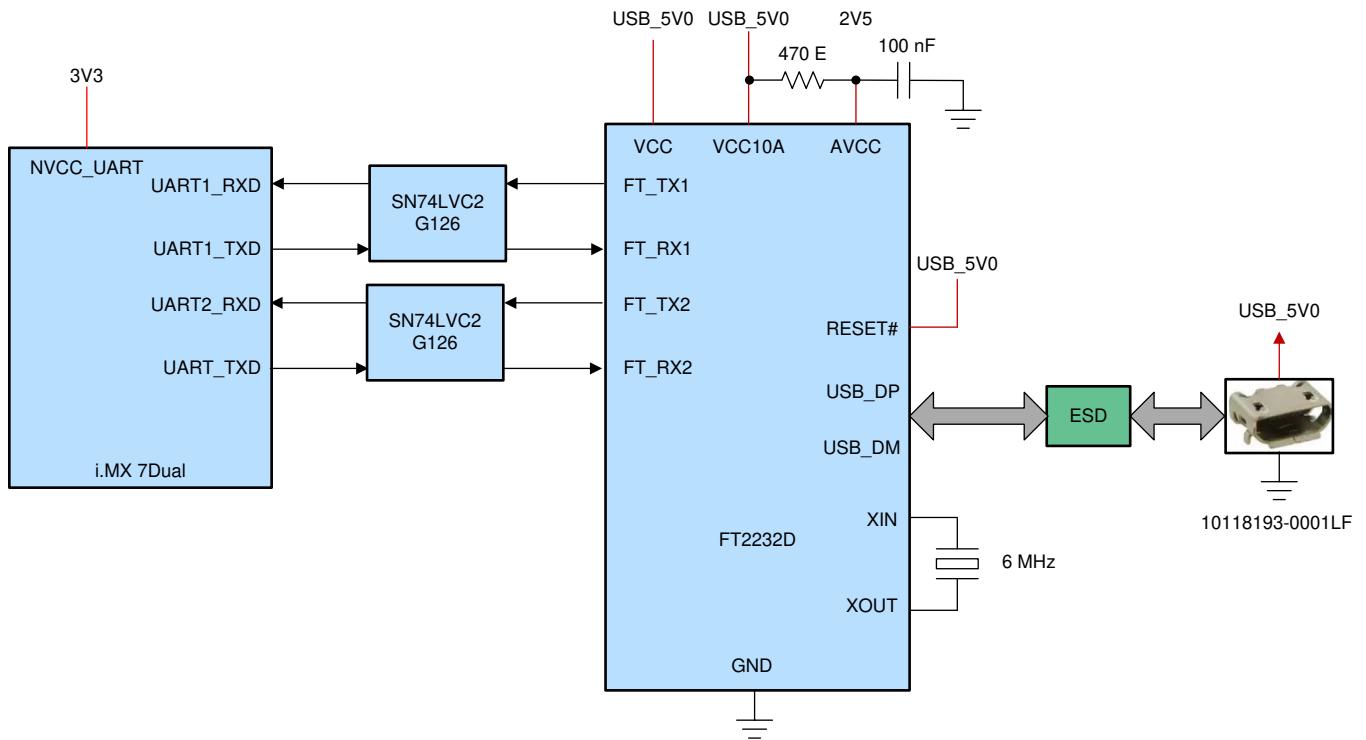 USB_5V0
USB_5V0
2V5
470 E
100 nF
3V3
VCC
VCC10A
AVCC
NVCC_UART
UART1_RXD
SN74LVC2
G126
FT_TX1
UART1_TXD
FT_RX1
USB_5V0
UART2_RXD
SN74LVC2
G126
FT_TX2
RESET#
USB_5V0
UART_TXD
FT_RX2
USB_DP
ESD
USB_DM
i.MX 7Dual
XIN
10118193-0001LF
FT2232D
6 MHz
XOUT
GND